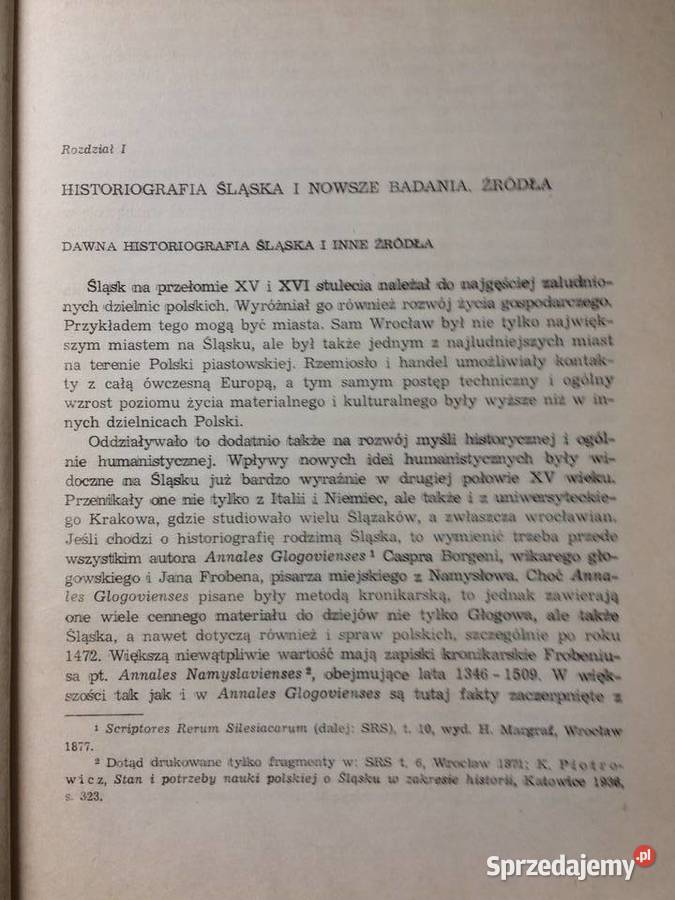 Rozdział I
HISTORIOGRAFIA ŚLĄSKA I NOWSZE BADANIA. ŹRÓDŁA
DAWNA HISTORIOGRAFIA ŚLĄSKA I INNE ŹRÓDŁA
Śląsk na przełomie XV i XVI stulecia należał do najgęściej zaludnio-
nych dzielnic polskich. Wyróżniał go również rozwój życia gospodarczego.
Przykładem tego mogą być miasta. Sam Wrocław był nie tylko najwięk-
szym miastem na Śląsku, ale był także jednym z najludniejszych miast
na terenie Polski piastowskiej. Rzemiosło i handel umożliwiały kontak-
ty z całą ówczesną Europą, a tym samym postęp techniczny i ogólny
wzrost poziomu życia materialnego i kulturalnego były wyższe niż w in-
nych dzielnicach Polski.
Oddziaływało to dodatnio także na rozwój myśli historycznej i ogól-
nie humanistycznej. Wpływy nowych idei humanistycznych były wi-
doczne na Śląsku już bardzo wyraźnie w drugiej połowie XV wieku.
Przenikały one nie tylko z Italii i Niemiec, ale także i z uniwersyteckie-
go Krakowa, gdzie studiowało wielu Ślązaków, a zwłaszcza wrocławian.
Jeśli chodzi o historiografię rodzimą Śląska, to wymienić trzeba przede
wszystkim autora Annales Glogovienses ¹ Caspra Borgeni, wikarego gło-
gowskiego i Jana Frobena, pisarza miejskiego z Namysłowa. Choć Anna-
les Glogovienses pisane były metodą kronikarską, to jednak zawierają
one wiele cennego materiału do dziejów nie tylko Głogowa, ale także
Śląska, a nawet dotyczą również i spraw polskich, szczególnie po roku
1472. Większą niewątpliwie wartość mają zapiski kronikarskie Frobeniu-
sa pt. Annales Namyslavienses ², obejmujące lata 1346 - 1509. W więk-
szości tak jak i w Annales Glogovienses są tutaj fakty zaczerpnięte z
¹ Scriptores Rerum Silesiacarum (dalej: SRS), t. 10, wyd. H. Margraf, Wrocław
1877.
² Dotąd drukowane tylko fragmenty w: SRS t. 6, Wrocław 1871; K. Piotro-
wicz, Stan i potrzeby nauki polskiej o Śląsku w zakresie historii, Katowice 1936,
s. 323.
Sprzedajemy.pl